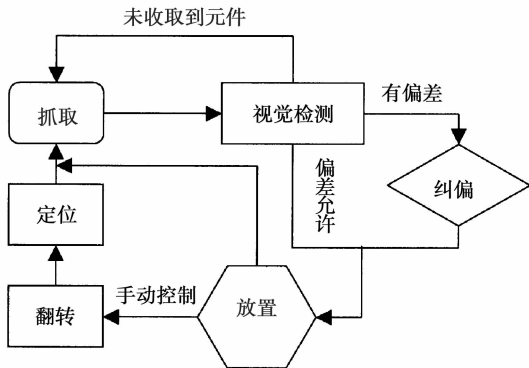 未收取到元件
抓取
视觉检测
有偏差
偏差允许
纠偏
定位
手动控制
放置
翻转